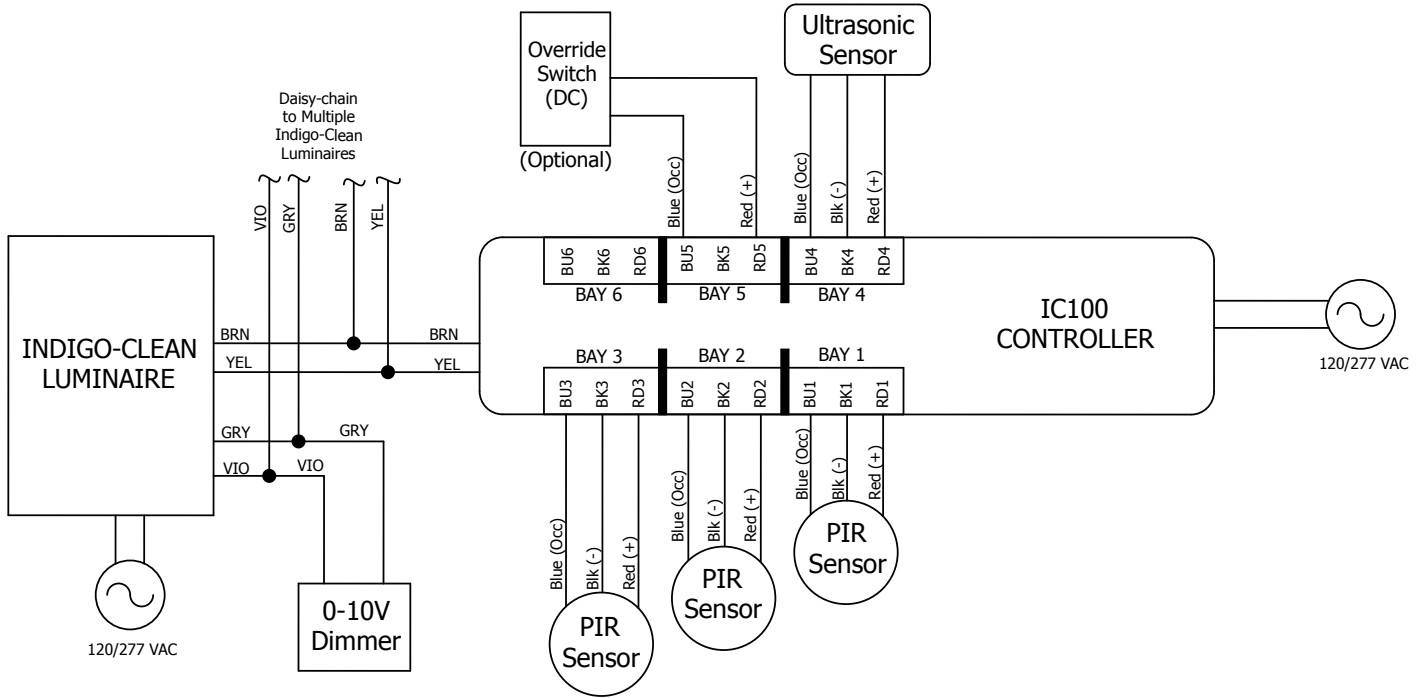 Override
Switch
(DC)
(Optional)
Ultrasonic
Sensor
Daisy-chain
to Multiple
Indigo-Clean
Luminaires
VIO
GRY
BRN
YEL
Blue (Occ)
Red (+)
Blue (Occ)
Blk (-)
Red (+)
BU6
BK6
RD6
BU5
BK5
RD5
BU4
BK4
RD4
BAY 6
BAY 5
BAY 4
INDIGO-CLEAN
LUMINAIRE
BRN
BRN
YEL
YEL
GRY
GRY
VIO
VIO
IC100
CONTROLLER
120/277 VAC
BAY 3
BAY 2
BAY 1
BU3
BK3
RD3
BU2
BK2
RD2
BU1
BK1
RD1
Blue (Occ)
Blk (-)
Red (+)
Blue (Occ)
Blk (-)
Red (+)
Blue (Occ)
Blk (-)
Red (+)
PIR
Sensor
PIR
Sensor
PIR
Sensor
0-10V
Dimmer
120/277 VAC